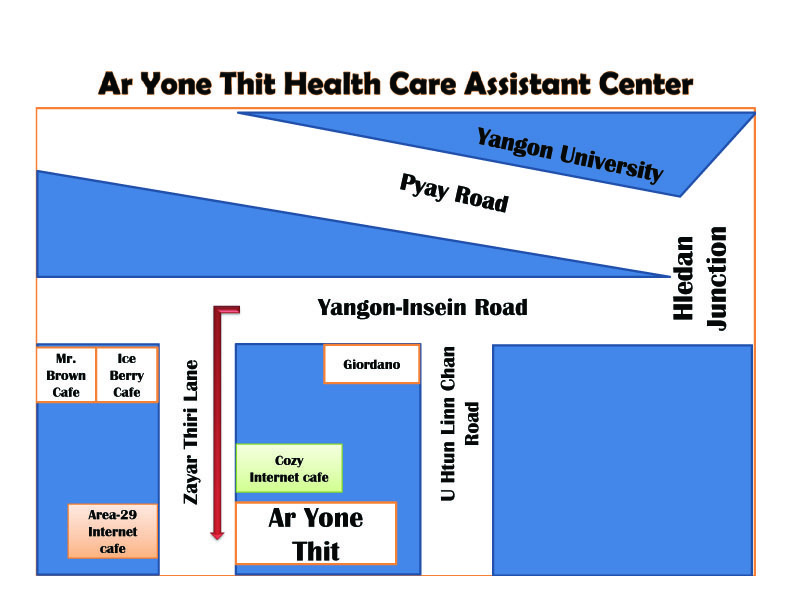 Ar Yone Thit Health Care Assistant Center
Yangon University
Pyay Road
Hledan
Junction
Yangon-Insein Road
Mr.
Brown
Cafe
Ice
Berry
Cafe
Zayar Thiri Lane
Giordano
U Htun Linn Chan
Road
Cozy
Internet cafe
Area-29
Internet
cafe
Ar Yone
Thit